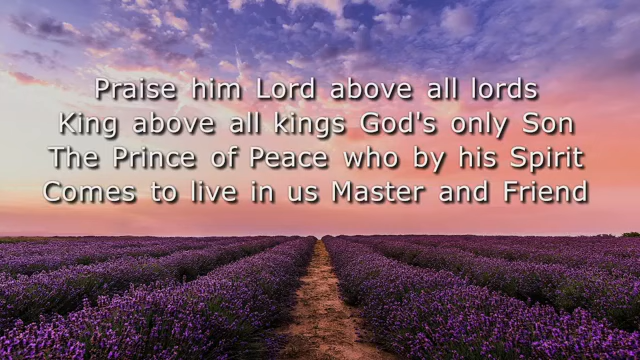 Praise him Lord above all lords
King above all kings God's only Son
The Prince of Peace who by his Spirit
Comes to live in us Master and Friend